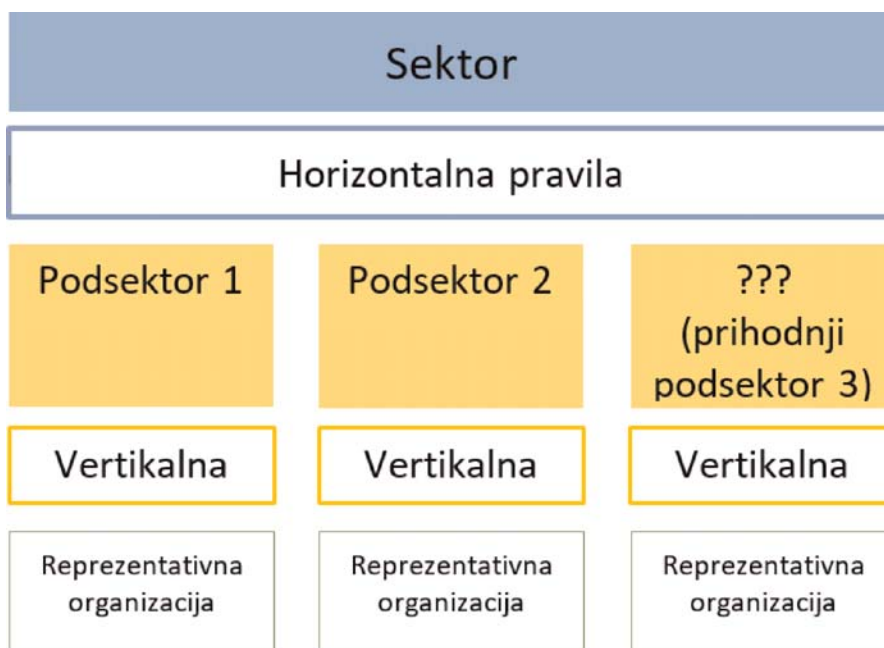 Sektor
Horizontalna pravila
Podsektor 1
Podsektor 2
???
(prihodnji
podsektor 3)
Vertikalna
Vertikalna
Vertikalna
Reprezentativna
organizacija
Reprezentativna
organizacija
Reprezentativna
organizacija